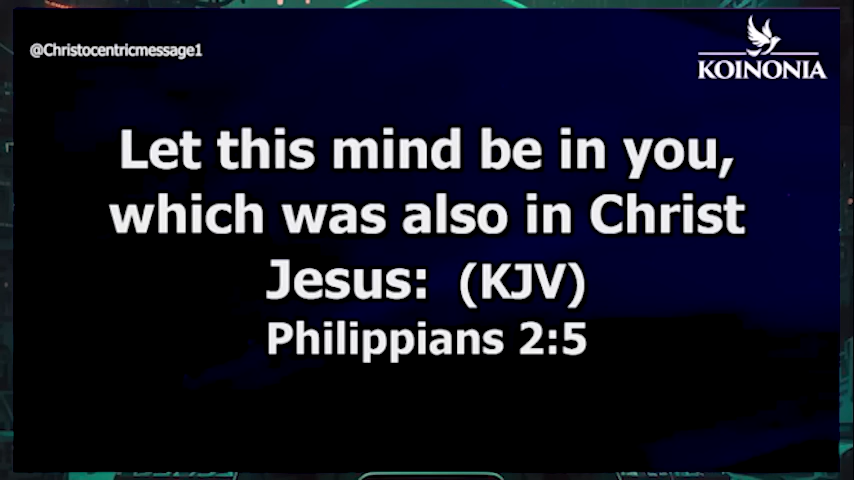 @Christocentricmessage1
KOINONIA
Let this mind be in you,
which was also in Christ
Jesus: (KJV)
Philippians 2:5